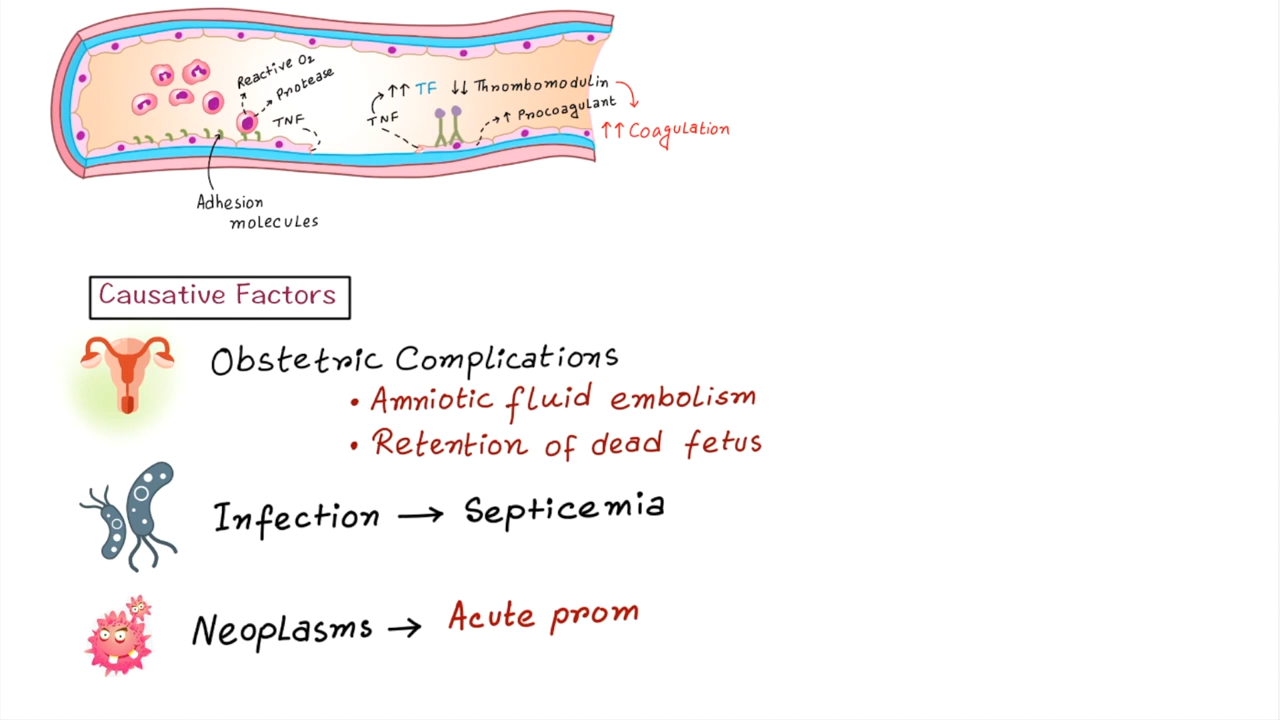 Reactive O₂
Protease
TNF
TNF
↑↑ TF ↓↓ Thrombomodulin
↑ Procoagulant
↑↑ Coagulation
Adhesion
molecules
Causative Factors
Obstetric Complications
• Amniotic fluid embolism
• Retention of dead fetus
Infection → Septicemia
Neoplasms → Acute prom